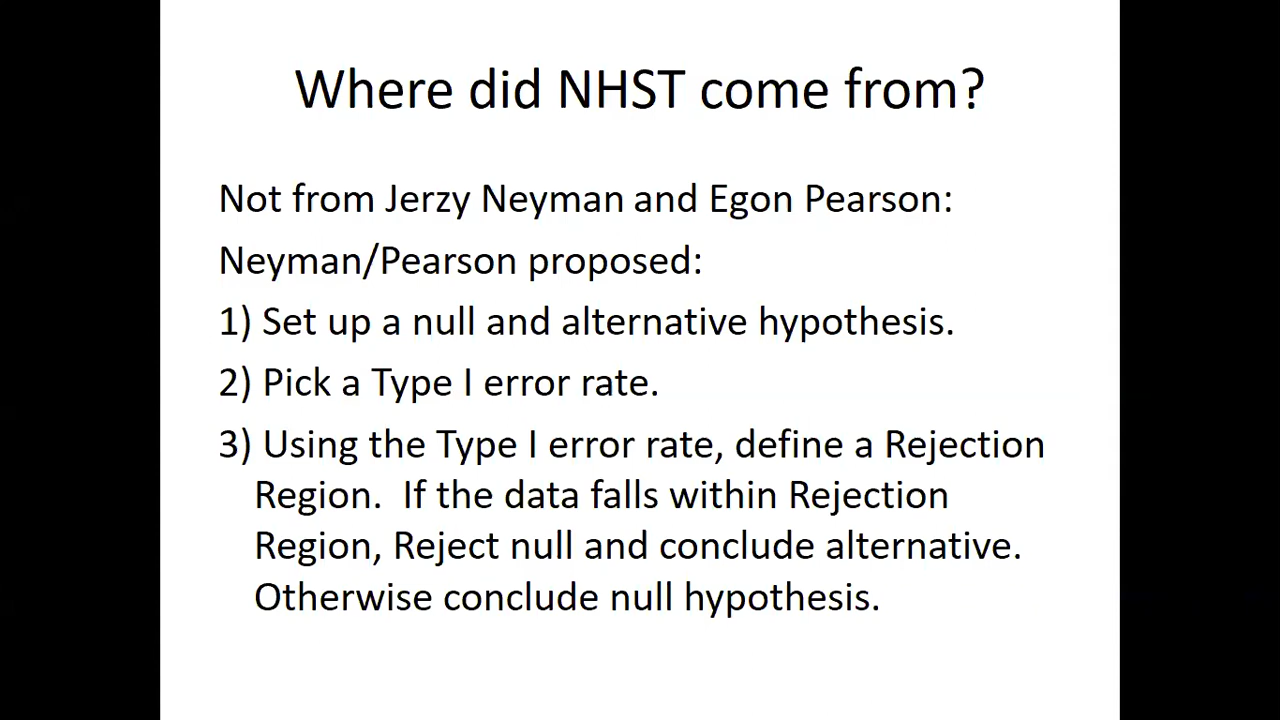 Where did NHST come from?
Not from Jerzy Neyman and Egon Pearson:
Neyman/Pearson proposed:
1) Set up a null and alternative hypothesis.
2) Pick a Type I error rate.
3) Using the Type I error rate, define a Rejection
Region.  If the data falls within Rejection
Region, Reject null and conclude alternative.
Otherwise conclude null hypothesis.